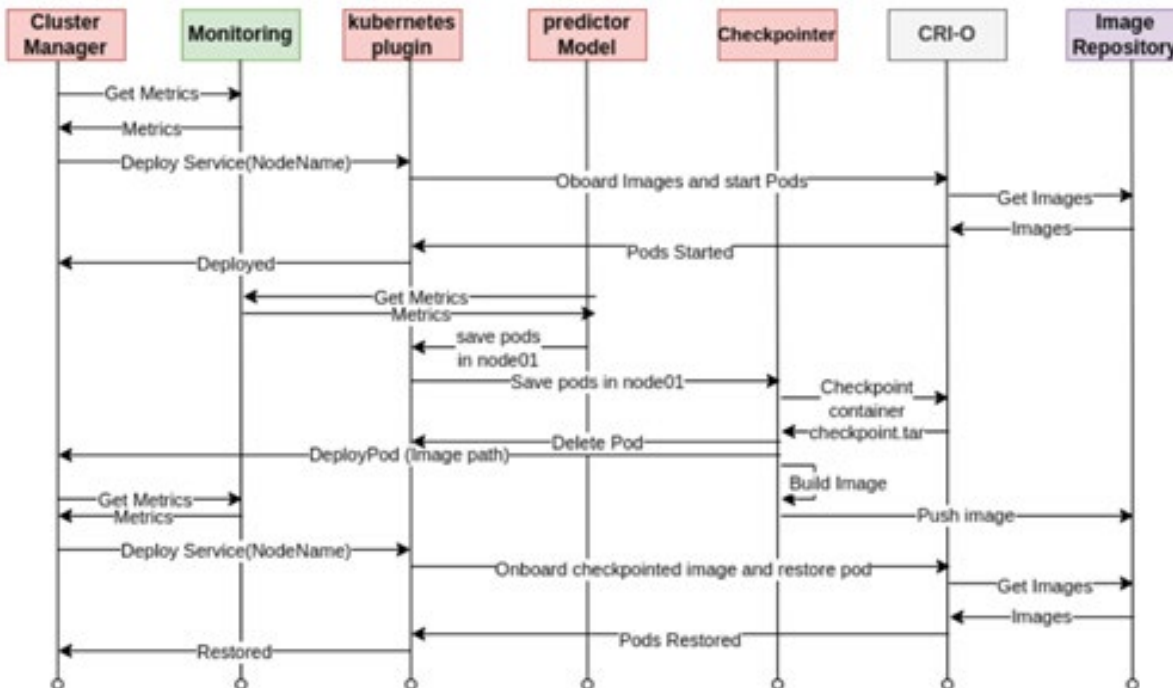 Cluster
Manager
Monitoring
kubernetes
plugin
predictor
Model
Checkpointer
CRI-O
Image
Repository
Get Metrics
Metrics
Deploy Service(NodeName)
Oboard Images and start Pods
Get Images
Images
Pods Started
Deployed
Get Metrics
Metrics
save pods
in node01
Save pods in node01
Checkpoint
container
checkpoint.tar
Delete Pod
DeployPod (Image path)
Build Image
Get Metrics
Metrics
Push image
Deploy Service(NodeName)
Onboard checkpointed image and restore pod
Get Images
Images
Pods Restored
Restored